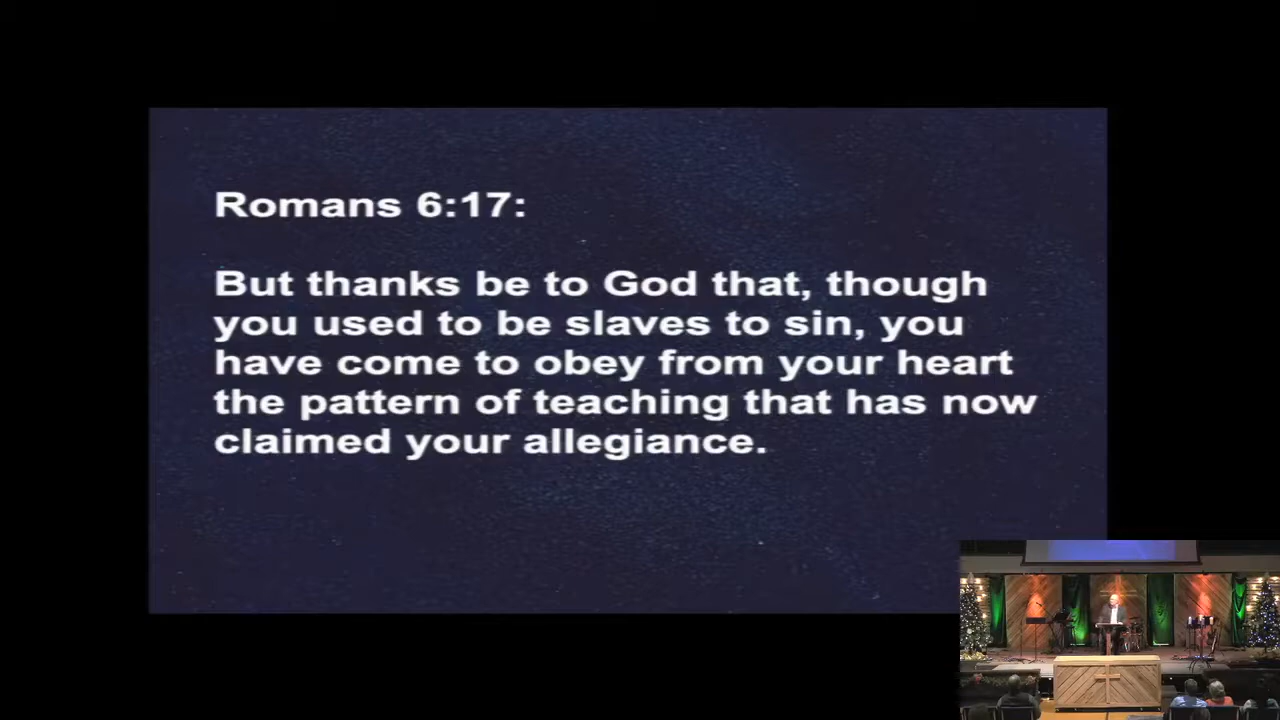 Romans 6:17:
But thanks be to God that, though
you used to be slaves to sin, you
have come to obey from your heart
the pattern of teaching that has now
claimed your allegiance.